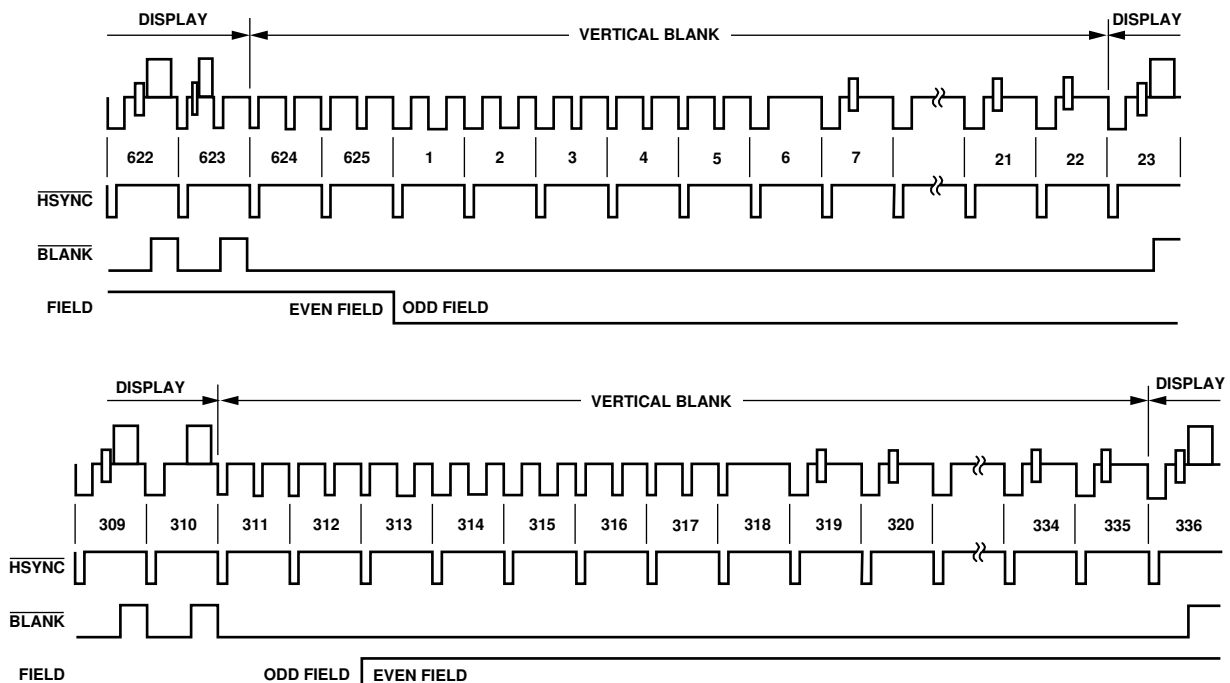 DISPLAY VERTICAL BLANK DISPLAY
622 623 624 625 1 2 3 4 5 6 7 21 22 23
HSYNC
BLANK
FIELD EVEN FIELD ODD FIELD
DISPLAY VERTICAL BLANK DISPLAY
309 310 311 312 313 314 315 316 317 318 319 320 334 335 336
HSYNC
BLANK
FIELD ODD FIELD EVEN FIELD